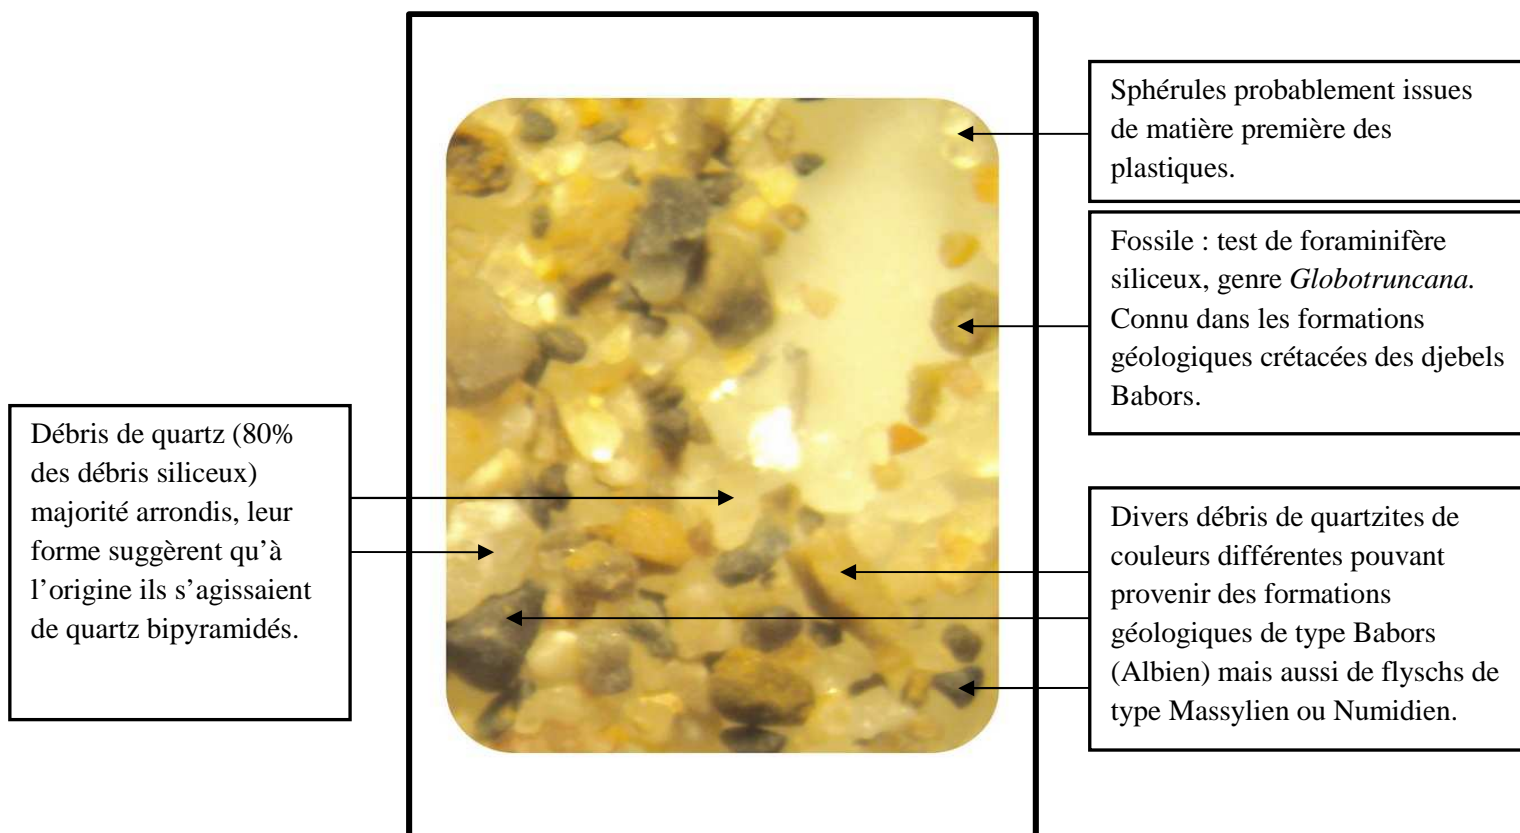 Sphérules probablement issues
de matière première des
plastiques.
Fossile : test de foraminifère
siliceux, genre Globotruncana.
Connu dans les formations
géologiques crétacées des djebels
Babors.
Débris de quartz (80%
des débris siliceux)
majorité arrondis, leur
forme suggèrent qu’à
l’origine ils s’agissaient
de quartz bipyramidés.
Divers débris de quartzites de
couleurs différentes pouvant
provenir des formations
géologiques de type Babors
(Albien) mais aussi de flyschs de
type Massylien ou Numidien.